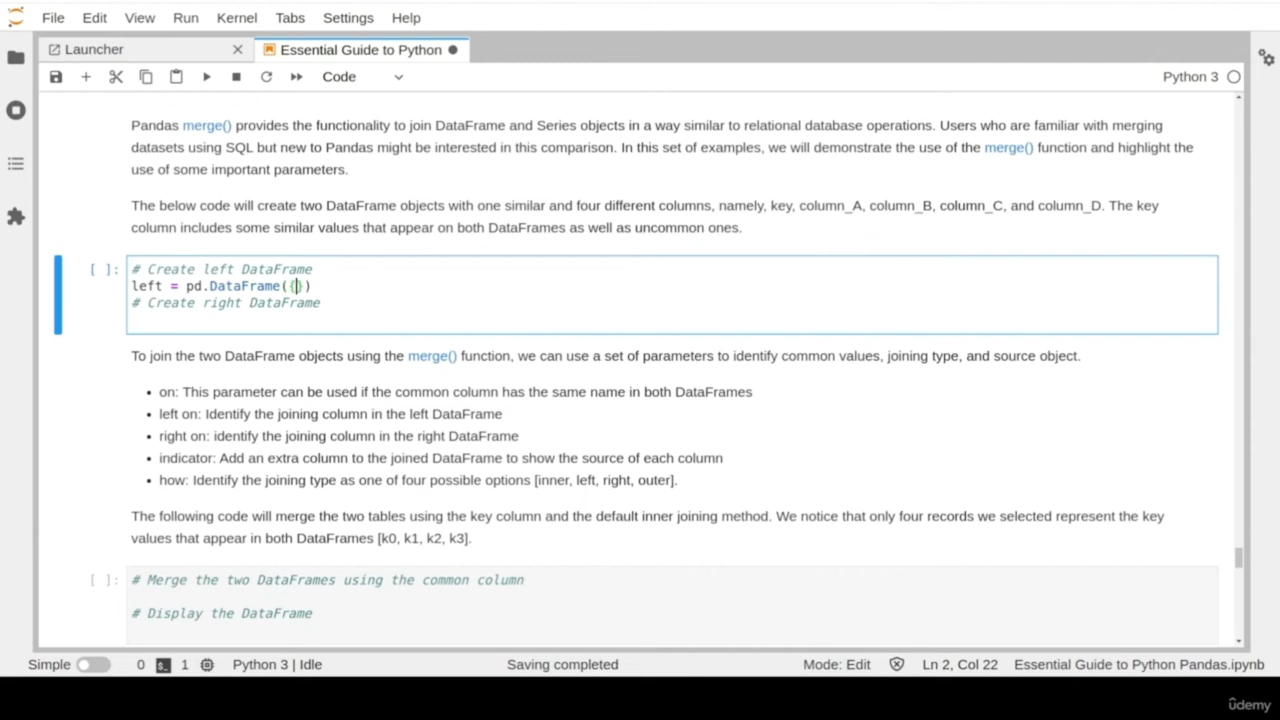 File Edit View Run Kernel Tabs Settings Help
Launcher Essential Guide to Python
Code Python 3
Pandas merge() provides the functionality to join DataFrame and Series objects in a way similar to relational database operations. Users who are familiar with merging
datasets using SQL but new to Pandas might be interested in this comparison. In this set of examples, we will demonstrate the use of the merge() function and highlight the
use of some important parameters.
The below code will create two DataFrame objects with one similar and four different columns, namely, key, column_A, column_B, column_C, and column_D. The key
column includes some similar values that appear on both DataFrames as well as uncommon ones.
[ ]: # Create left DataFrame
left = pd.DataFrame({})
# Create right DataFrame
To join the two DataFrame objects using the merge() function, we can use a set of parameters to identify common values, joining type, and source object.
• on: This parameter can be used if the common column has the same name in both DataFrames
• left on: Identify the joining column in the left DataFrame
• right on: identify the joining column in the right DataFrame
• indicator: Add an extra column to the joined DataFrame to show the source of each column
• how: Identify the joining type as one of four possible options [inner, left, right, outer].
The following code will merge the two tables using the key column and the default inner joining method. We notice that only four records we selected represent the key
values that appear in both DataFrames [k0, k1, k2, k3].
[ ]: # Merge the two DataFrames using the common column
# Display the DataFrame
Simple 0 1 Python 3 | Idle Saving completed Mode: Edit Ln 2, Col 22 Essential Guide to Python Pandas.ipynb
ûdemy